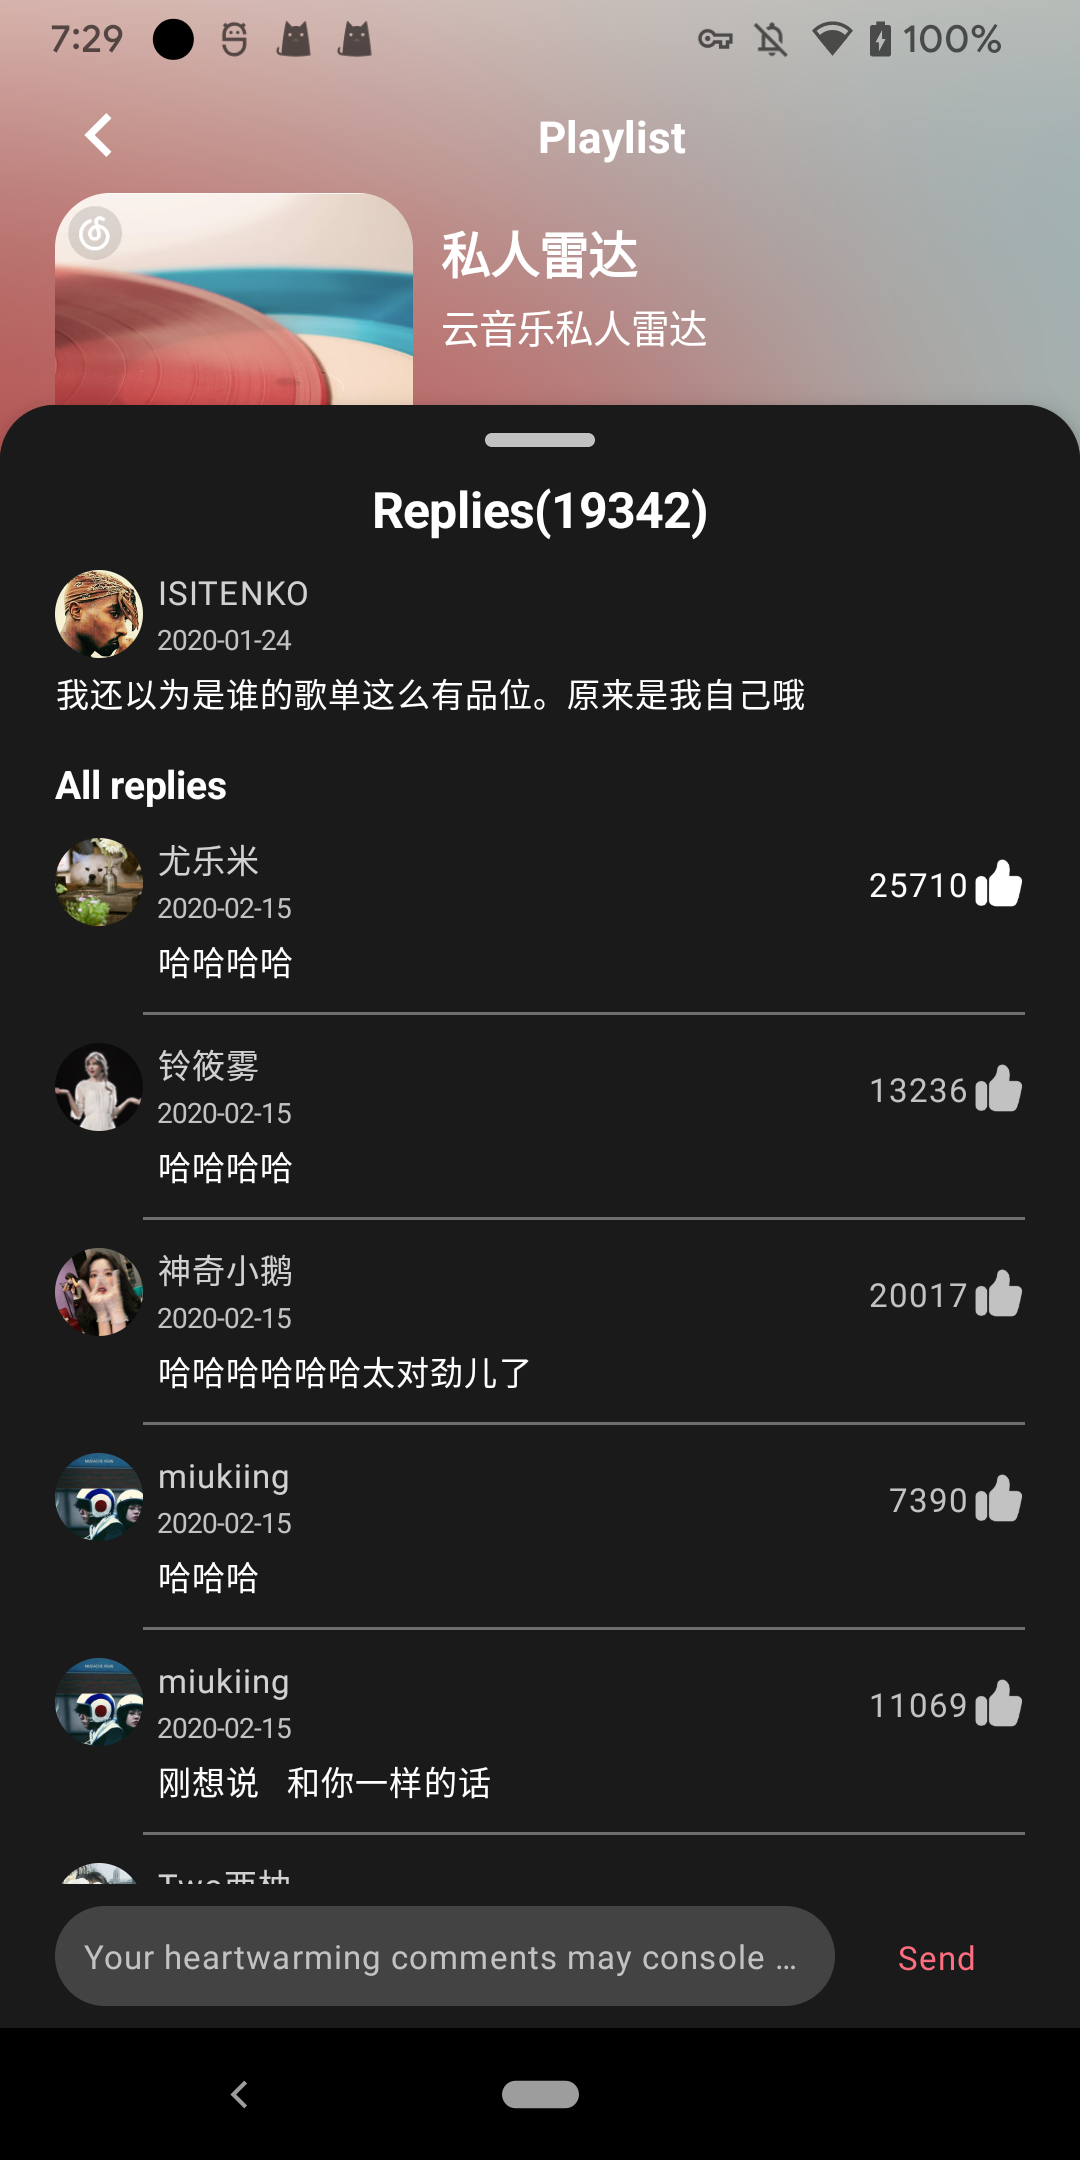 7:29
100%
Playlist
私人雷达
云音乐私人雷达
Replies(19342)
ISITENKO
2020-01-24
我还以为是谁的歌单这么有品位。原来是我自己哦
All replies
尤乐米
2020-02-15
25710
哈哈哈哈
铃筱雾
2020-02-15
13236
哈哈哈哈
神奇小鹅
2020-02-15
20017
哈哈哈哈哈哈太对劲儿了
miukiing
2020-02-15
7390
哈哈哈
miukiing
2020-02-15
11069
刚想说 和你一样的话
Your heartwarming comments may console ...
Send